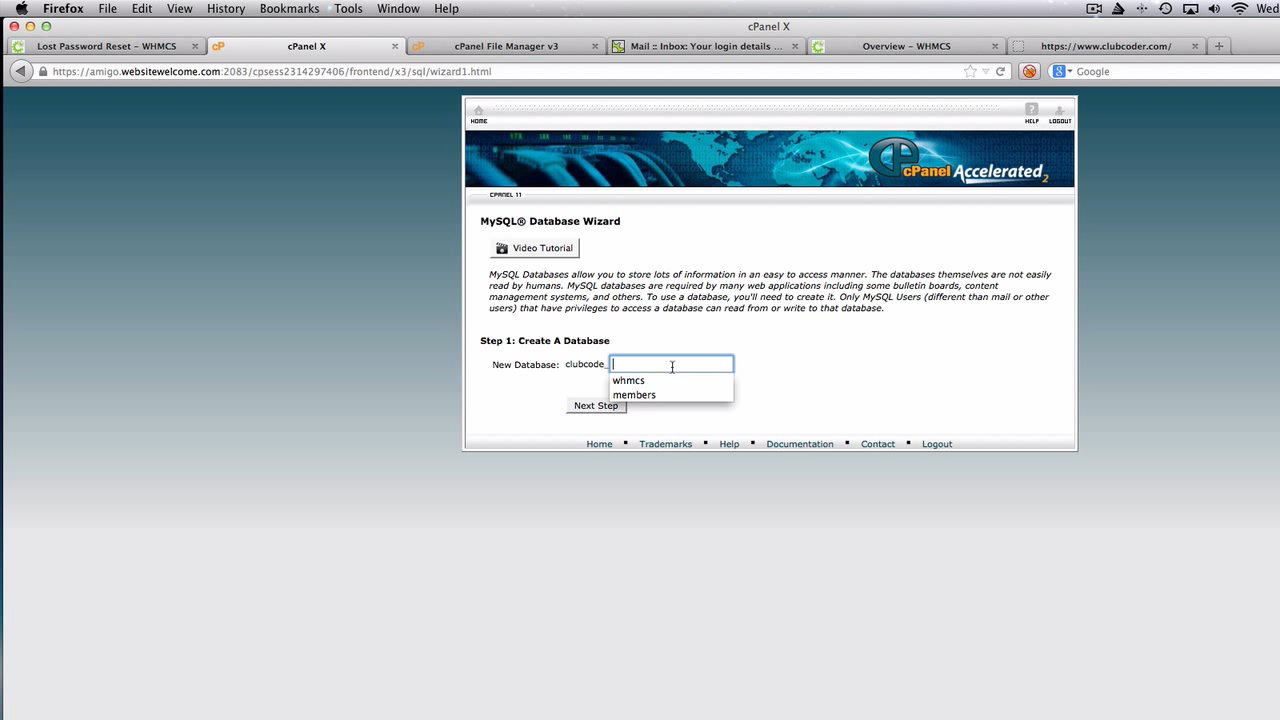 Firefox File Edit View History Bookmarks Tools Window Help Wed
cPanel X
Lost Password Reset - WHMCS × cPanel X × cPanel File Manager v3 × Mail :: Inbox: Your login details ... × Overview - WHMCS × https://www.clubcoder.com/ × +
https://amigo.websitewelcome.com:2083/cpsess2314297406/frontend/x3/sql/wizard1.html Google
HOME HELP LOGOUT
cPanel Accelerated2
CPANEL 11
MySQL® Database Wizard
Video Tutorial
MySQL Databases allow you to store lots of information in an easy to access manner. The databases themselves are not easily
read by humans. MySQL databases are required by many web applications including some bulletin boards, content
management systems, and others. To use a database, you'll need to create it. Only MySQL Users (different than mail or other
users) that have privileges to access a database can read from or write to that database.
Step 1: Create A Database
New Database: clubcode_
whmcs
members
Next Step
Home ▪ Trademarks ▪ Help ▪ Documentation ▪ Contact ▪ Logout